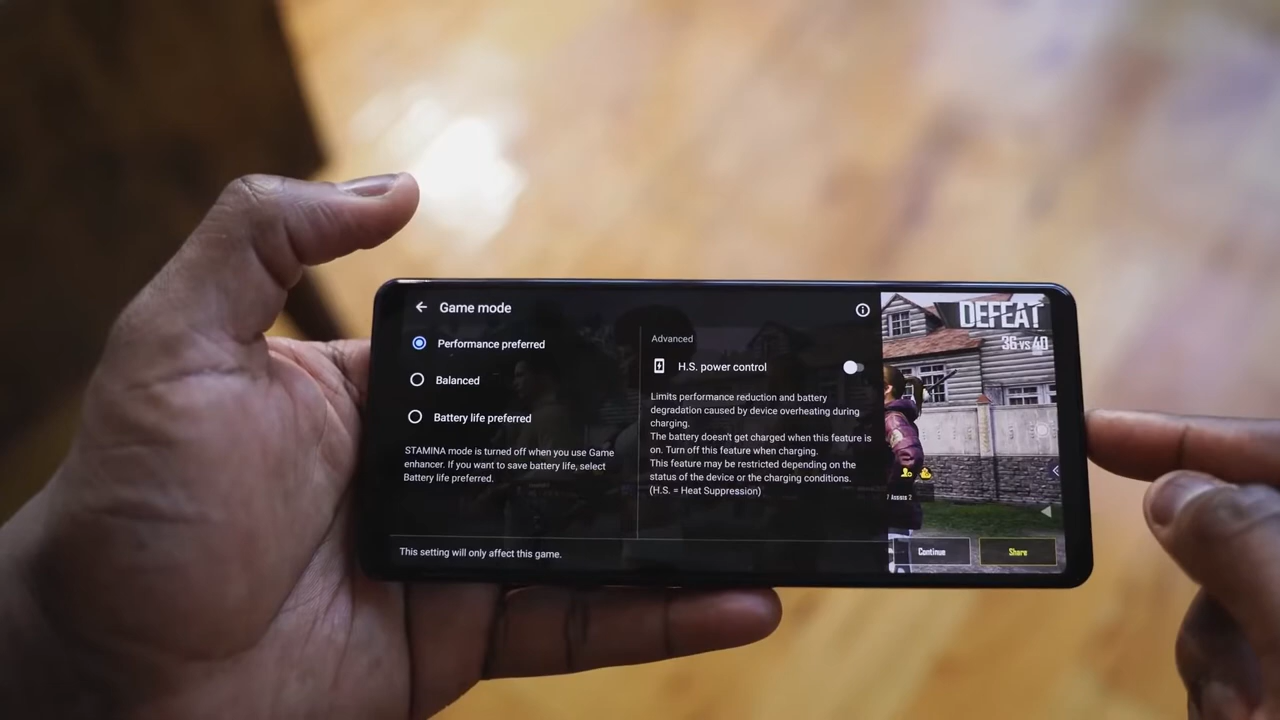 Game mode
Performance preferred
Balanced
Battery life preferred
STAMINA mode is turned off when you use Game
enhancer. If you want to save battery life, select
Battery life preferred.
This setting will only affect this game.
Advanced
H.S. power control
Limits performance reduction and battery
degradation caused by device overheating during
charging.
The battery doesn't get charged when this feature is
on. Turn off this feature when charging.
This feature may be restricted depending on the
status of the device or the charging conditions.
(H.S. = Heat Suppression)
DEFEAT
36 vs 40
7 Assists 2
Continue
Share